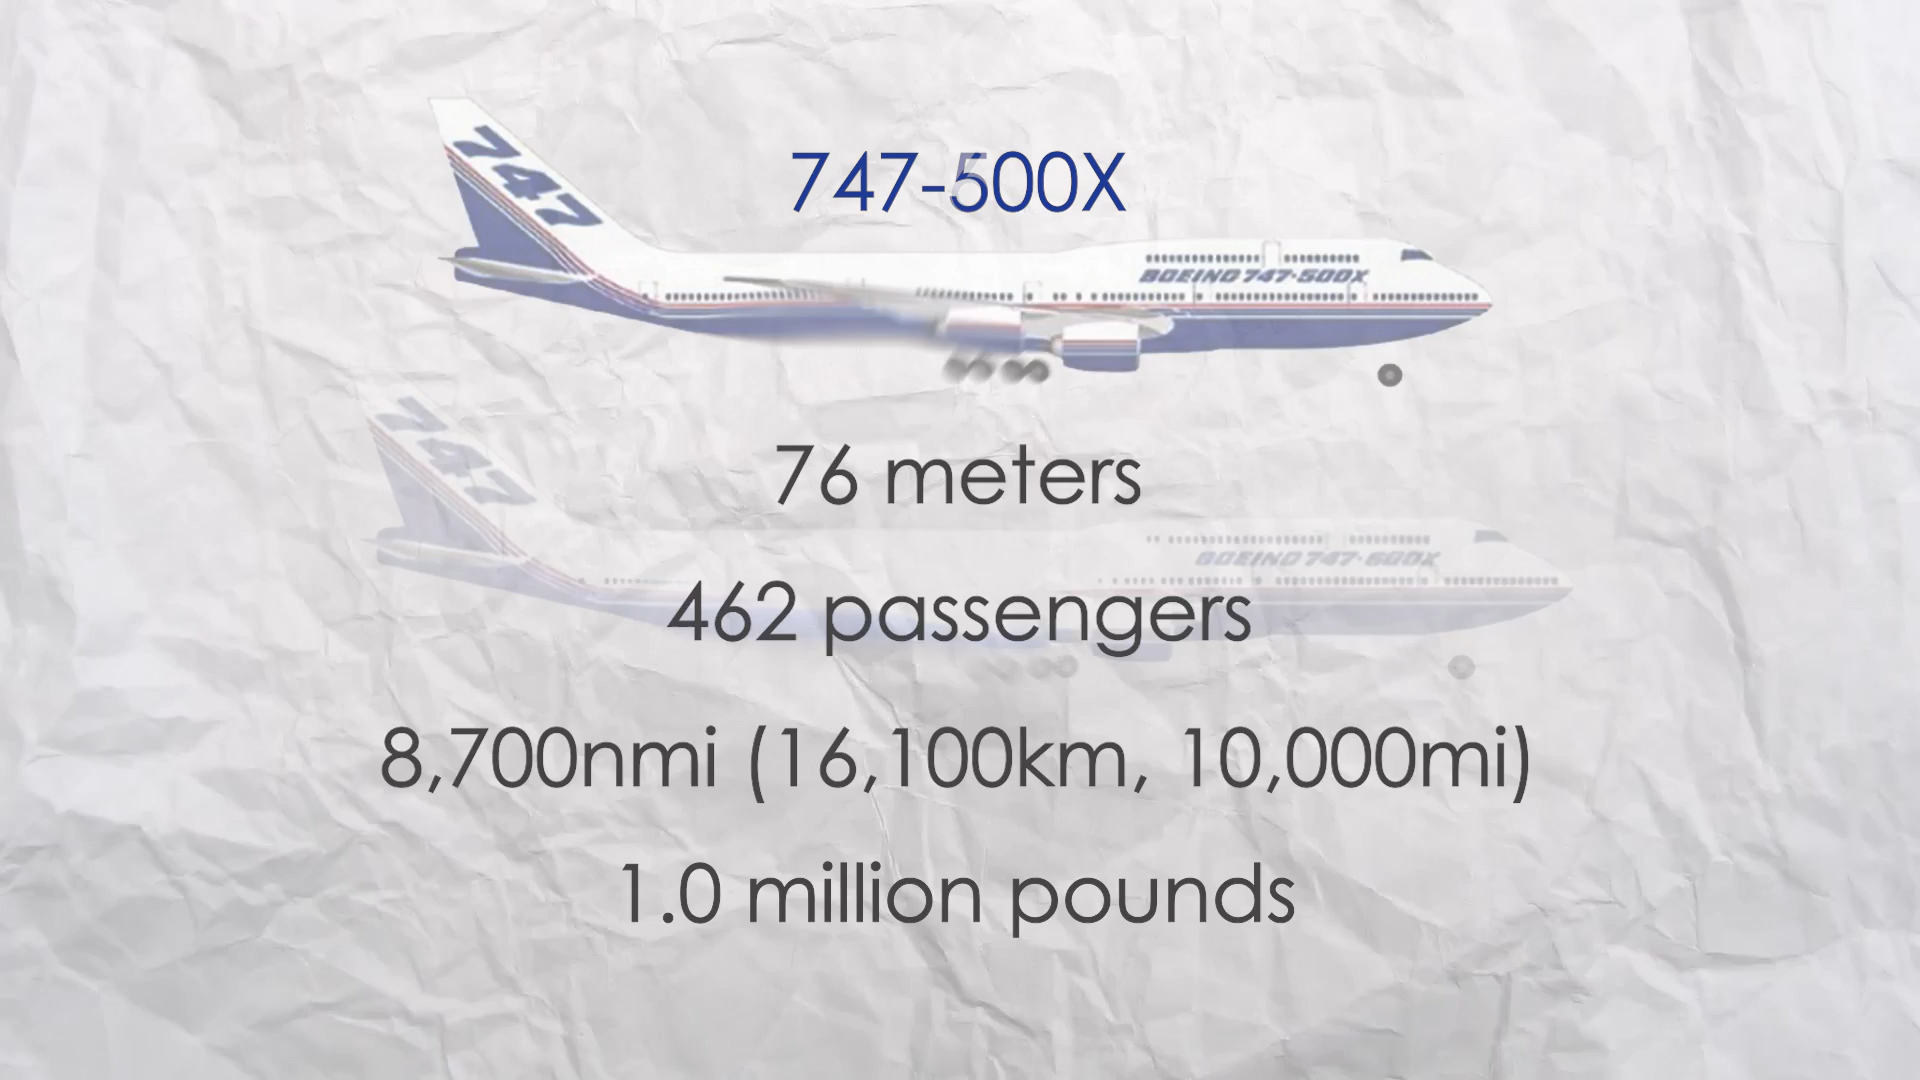 747
747-500X
BOEING 747-500X
76 meters
747
BOEING 747-600X
462 passengers
8,700nmi (16,100km, 10,000mi)
1.0 million pounds